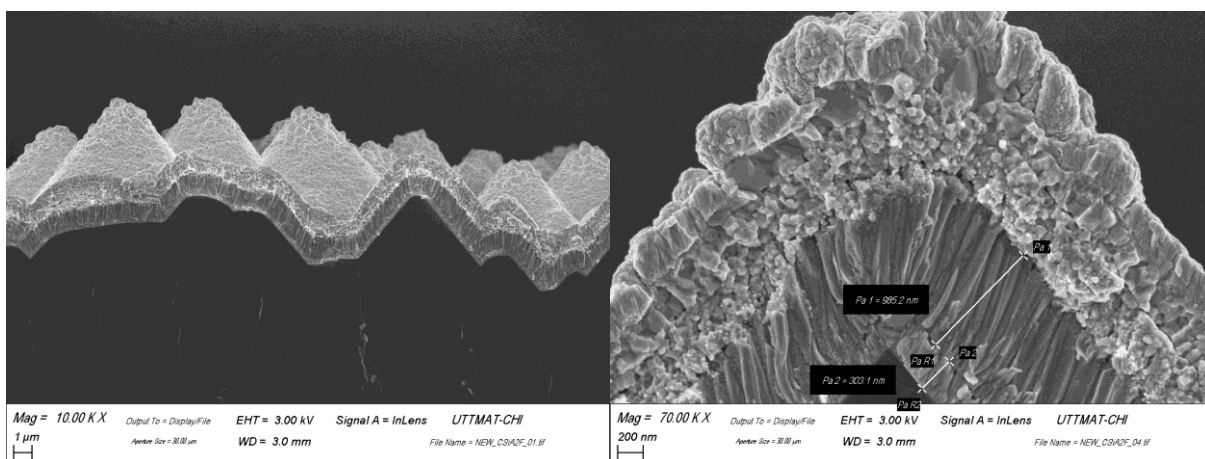 Mag = 10.00 K X
Output To = Display/File
EHT = 3.00 kV
Signal A = InLens
UTTMAT-CHI
1 µm
Aperture Size = 30.00 µm
WD = 3.0 mm
File Name = NEW_CSiA2F_01.tif
Pa 1
Pa 1 = 985.2 nm
Pa R1
Pa 2
Pa 2 = 303.1 nm
Pa R2
Mag = 70.00 K X
Output To = Display/File
EHT = 3.00 kV
Signal A = InLens
UTTMAT-CHI
200 nm
Aperture Size = 30.00 µm
WD = 3.0 mm
File Name = NEW_CSiA2F_04.tif